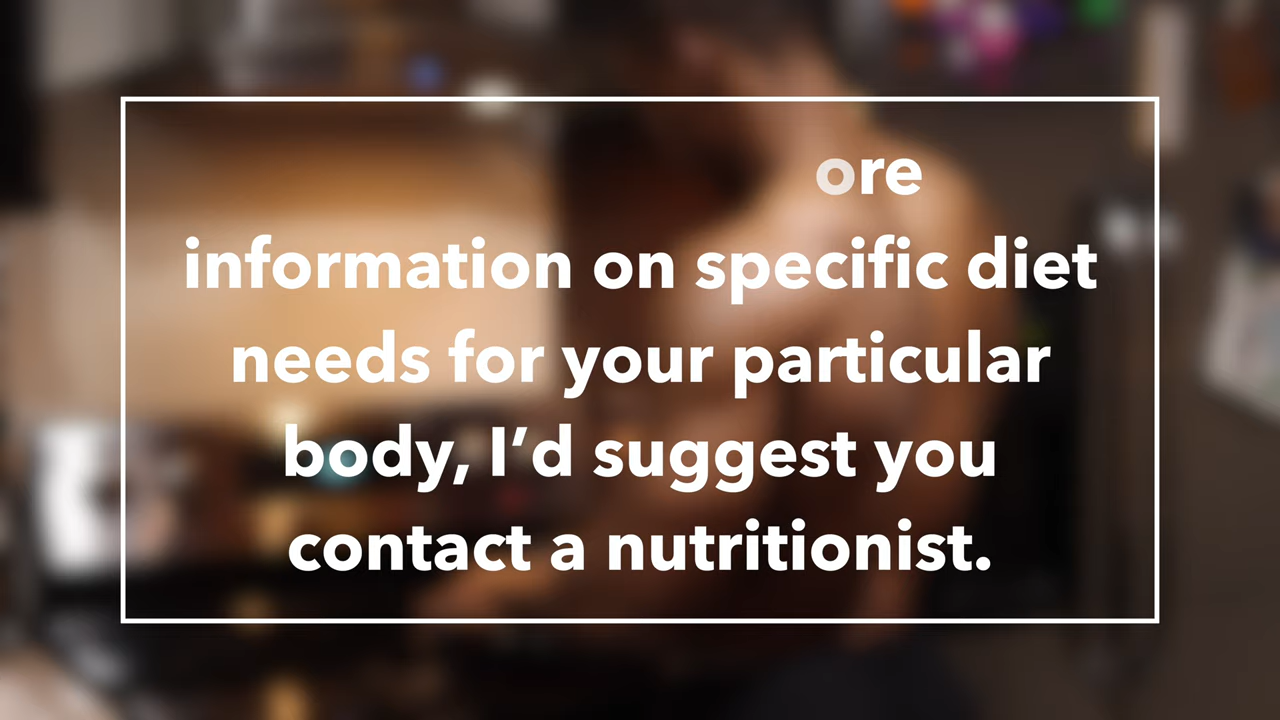 ore
information on specific diet
needs for your particular
body, I’d suggest you
contact a nutritionist.